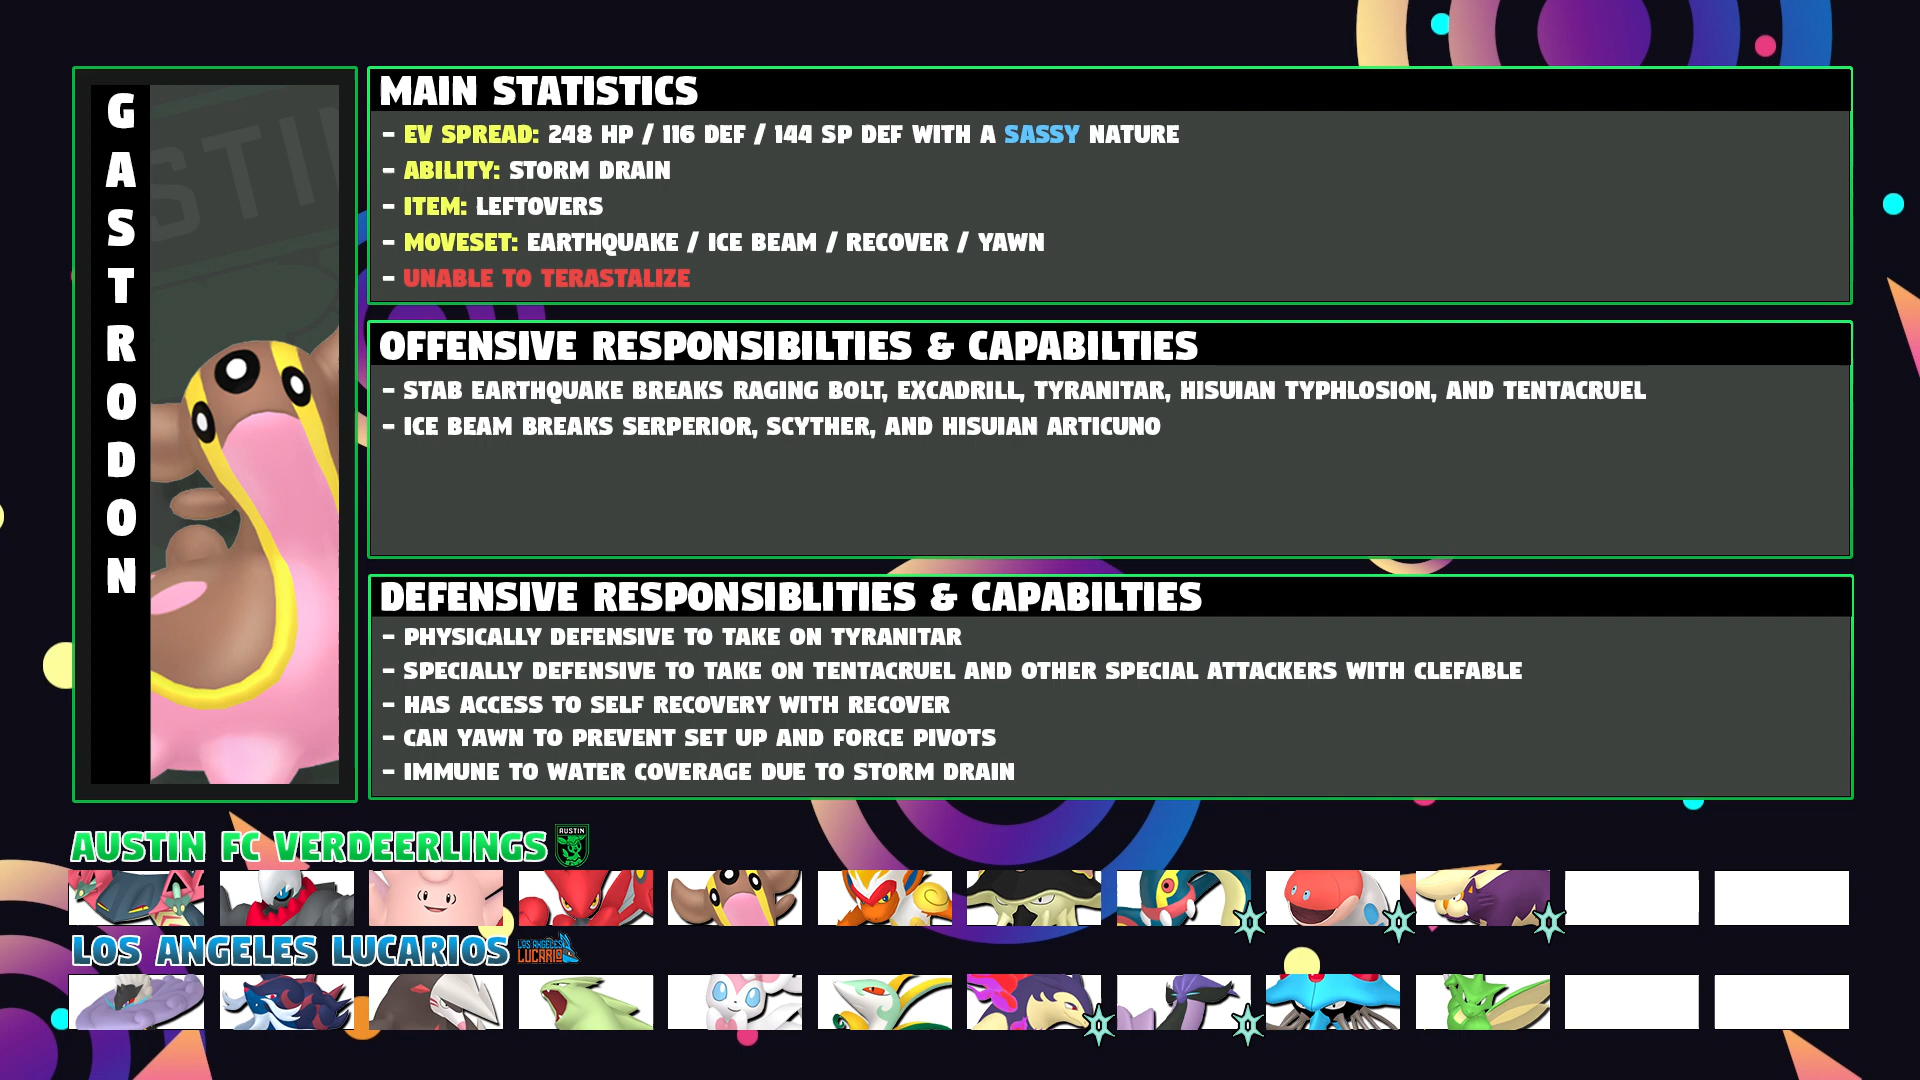 GASTRODON
MAIN STATISTICS
- EV SPREAD: 248 HP / 116 DEF / 144 SP DEF WITH A SASSY NATURE
- ABILITY: STORM DRAIN
- ITEM: LEFTOVERS
- MOVESET: EARTHQUAKE / ICE BEAM / RECOVER / YAWN
- UNABLE TO TERASTALIZE
OFFENSIVE RESPONSIBILTIES & CAPABILTIES
- STAB EARTHQUAKE BREAKS RAGING BOLT, EXCADRILL, TYRANITAR, HISUIAN TYPHLOSION, AND TENTACRUEL
- ICE BEAM BREAKS SERPERIOR, SCYTHER, AND HISUIAN ARTICUNO
DEFENSIVE RESPONSIBLITIES & CAPABILTIES
- PHYSICALLY DEFENSIVE TO TAKE ON TYRANITAR
- SPECIALLY DEFENSIVE TO TAKE ON TENTACRUEL AND OTHER SPECIAL ATTACKERS WITH CLEFABLE
- HAS ACCESS TO SELF RECOVERY WITH RECOVER
- CAN YAWN TO PREVENT SET UP AND FORCE PIVOTS
- IMMUNE TO WATER COVERAGE DUE TO STORM DRAIN
AUSTIN FC VERDEERLINGS
AUSTIN
LOS ANGELES LUCARIOS
LOS ANGELES
LUCARIO